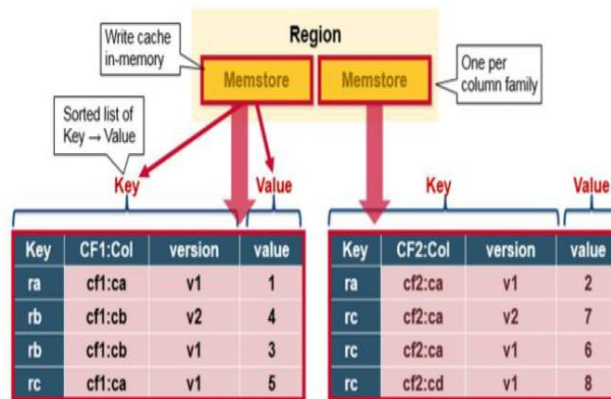 Write cache
in-memory
Region
Memstore
Memstore
One per
column family
Sorted list of
Key → Value
Key
Value
Key
Value
Key CF1:Col version value
ra cf1:ca v1 1
rb cf1:cb v2 4
rb cf1:cb v1 3
rc cf1:ca v1 5
Key CF2:Col version value
ra cf2:ca v1 2
rc cf2:ca v2 7
rc cf2:ca v1 6
rc cf2:cd v1 8